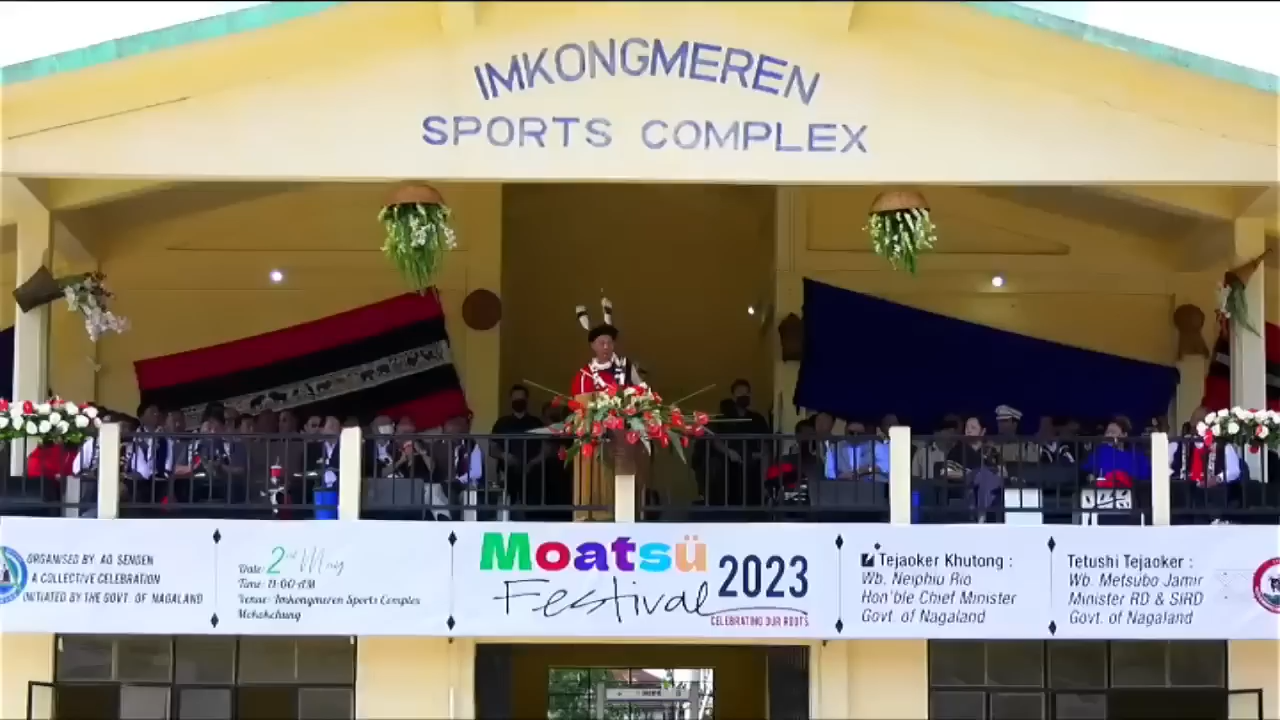 IMKONGMEREN
SPORTS COMPLEX
ORGANISED BY AO SENDEN
A COLLECTIVE CELEBRATION
INITIATED BY THE GOVT. OF NAGALAND
Date: 2nd May
Time: 11:00 AM
Venue: Imkongmeren Sports Complex
Mokokchung
Moatsü
Festival 2023
CELEBRATING OUR ROOTS
Tejaoker Khutong :
Wb. Neiphiu Rio
Hon'ble Chief Minister
Govt. of Nagaland
Tetushi Tejaoker :
Wb. Metsubo Jamir
Minister RD & SIRD
Govt. of Nagaland